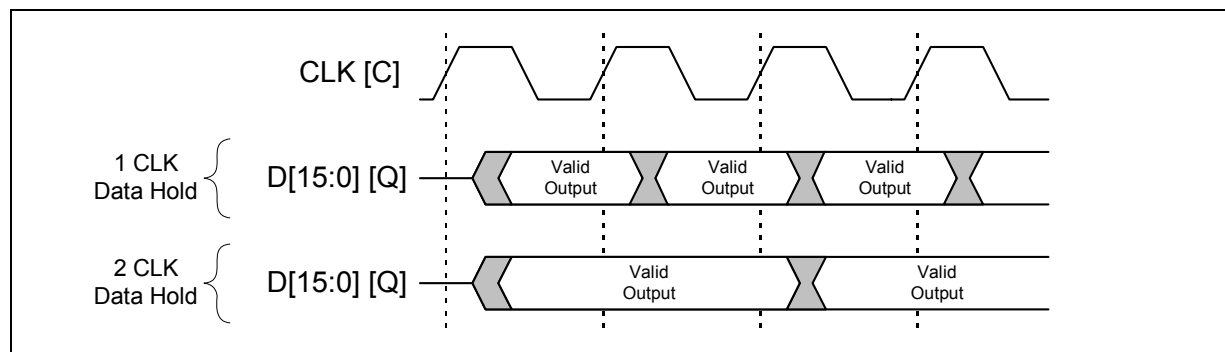 CLK [C]
1 CLK
Data Hold
D[15:0] [Q]
Valid
Output
Valid
Output
Valid
Output
2 CLK
Data Hold
D[15:0] [Q]
Valid
Output
Valid
Output